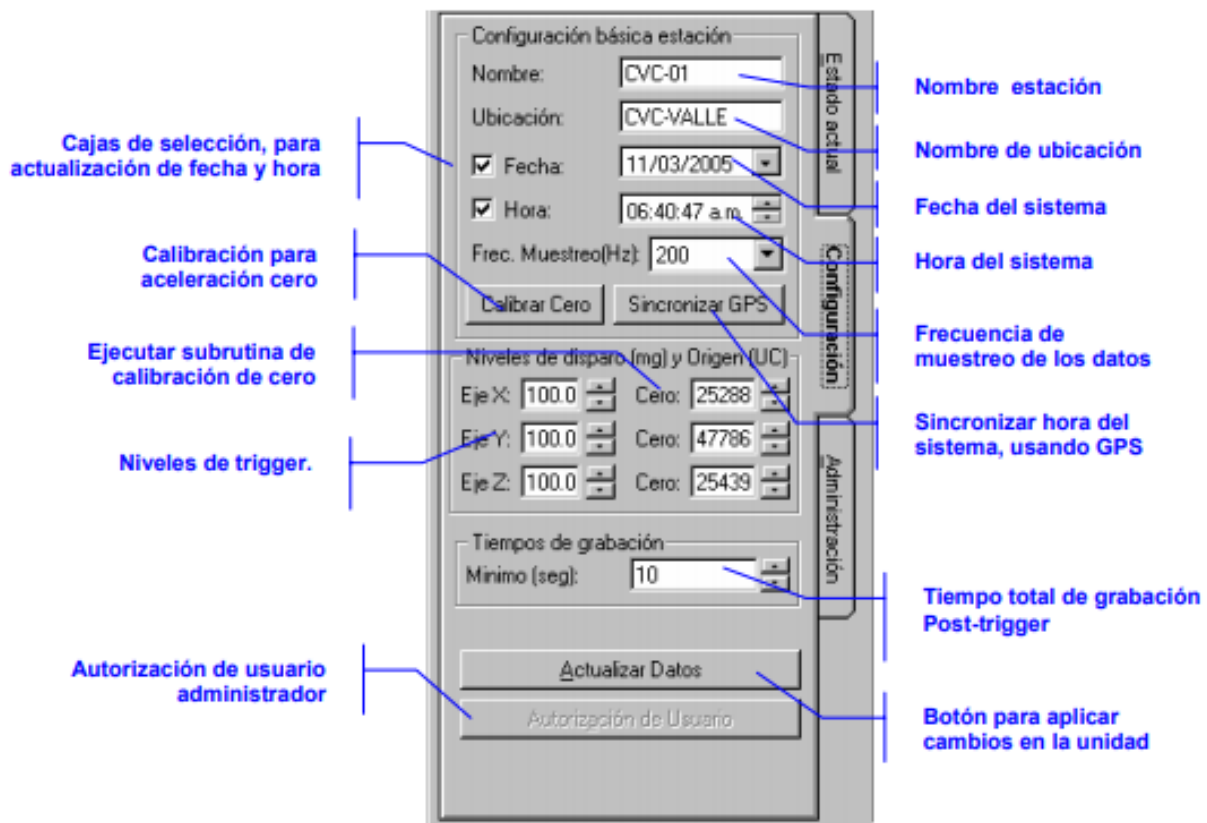 Configuración básica estación
Nombre: CVC-01
Ubicación: CVC-VALLE
Fecha: 11/03/2005
Hora: 06:40:47 a.m.
Frec. Muestreo(Hz): 200
Calibrar Cero Sincronizar GPS
Niveles de disparo (mg) y Origen (UC)
Eje X: 100.0 Cero: 25288
Eje Y: 100.0 Cero: 47786
Eje Z: 100.0 Cero: 25439
Tiempos de grabación
Minimo (seg): 10
Actualizar Datos
Autorización de Usuario
Estado actual
Configuración
Administración
Cajas de selección, para
actualización de fecha y hora
Calibración para
aceleración cero
Ejecutar subrutina de
calibración de cero
Niveles de trigger.
Autorización de usuario
administrador
Nombre estación
Nombre de ubicación
Fecha del sistema
Hora del sistema
Frecuencia de
muestreo de los datos
Sincronizar hora del
sistema, usando GPS
Tiempo total de grabación
Post-trigger
Botón para aplicar
cambios en la unidad